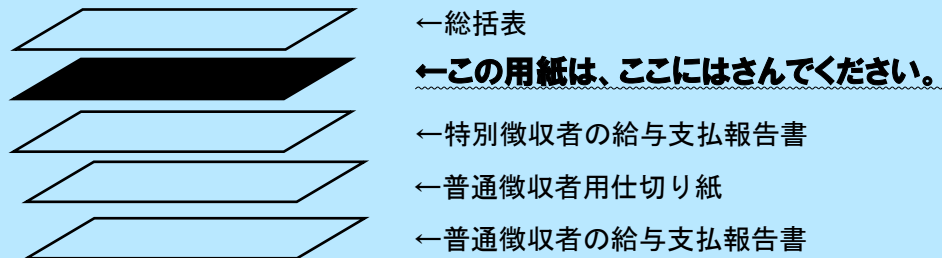 ←総括表
←この用紙は、ここにはさんでください。
←特別徴収者の給与支払報告書
←普通徴収者用仕切り紙
←普通徴収者の給与支払報告書